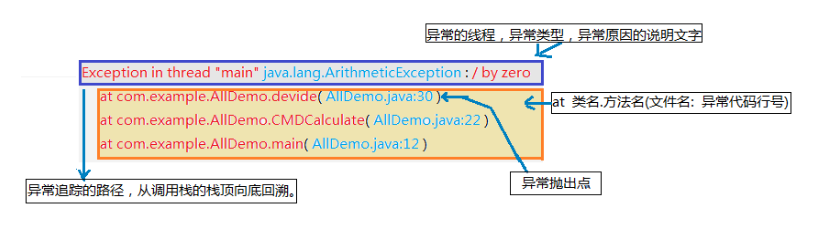 异常的线程，异常类型，异常原因的说明文字
Exception in thread "main" java.lang.ArithmeticException : / by zero
at com.example.AllDemo.devide( AllDemo.java:30 )
at 类名.方法名(文件名: 异常代码行号)
at com.example.AllDemo.CMDCalculate( AllDemo.java:22 )
at com.example.AllDemo.main( AllDemo.java:12 )
异常追踪的路径，从调用栈的栈顶向底回溯。
异常抛出点